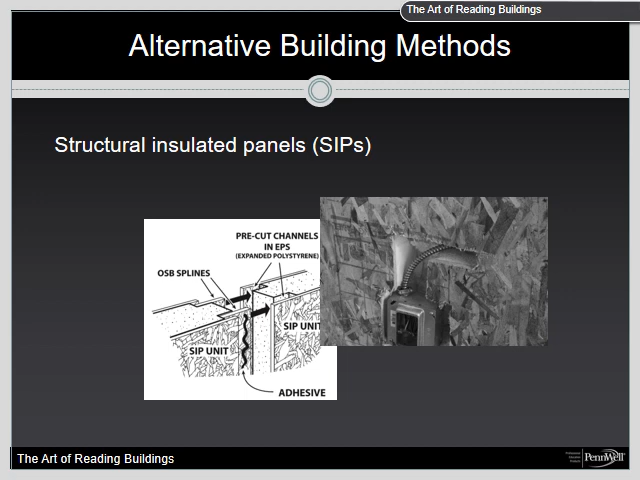 The Art of Reading Buildings
Alternative Building Methods
Structural insulated panels (SIPs)
PRE-CUT CHANNELS
IN EPS
(EXPANDED POLYSTYRENE)
OSB SPLINES
SIP UNIT
SIP UNIT
ADHESIVE
The Art of Reading Buildings
PennWell